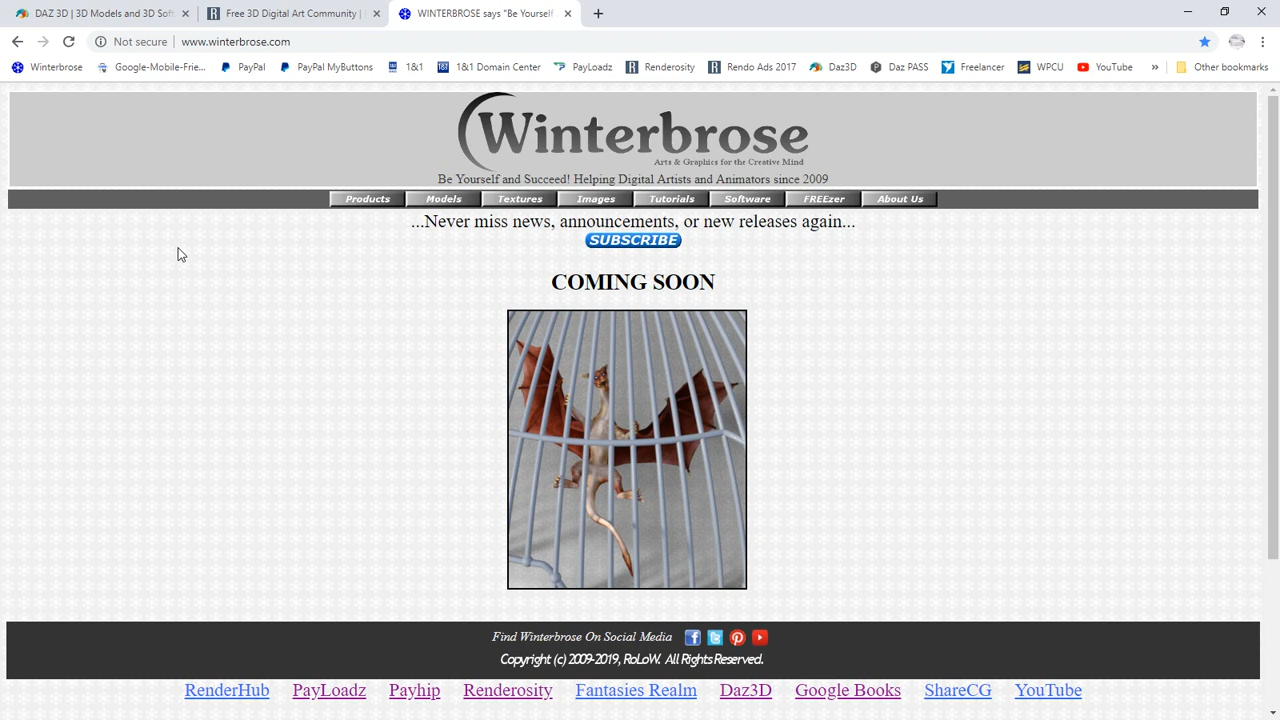 DAZ 3D | 3D Models and 3D Soft
Free 3D Digital Art Community |
WINTERBROSE says "Be Yourself
Not secure | www.winterbrose.com
Winterbrose
Google-Mobile-Frie...
PayPal
PayPal MyButtons
1&1
1&1 Domain Center
PayLoadz
Renderosity
Rendo Ads 2017
Daz3D
Daz PASS
Freelancer
WPCU
YouTube
»
Other bookmarks
Winterbrose
Arts & Graphics for the Creative Mind
Be Yourself and Succeed! Helping Digital Artists and Animators since 2009
Products Models Textures Images Tutorials Software FREEzer About Us
...Never miss news, announcements, or new releases again...
SUBSCRIBE
COMING SOON
Find Winterbrose On Social Media
Copyright (c) 2009-2019, RoLoW. All Rights Reserved.
RenderHub PayLoadz Payhip Renderosity Fantasies Realm Daz3D Google Books ShareCG YouTube